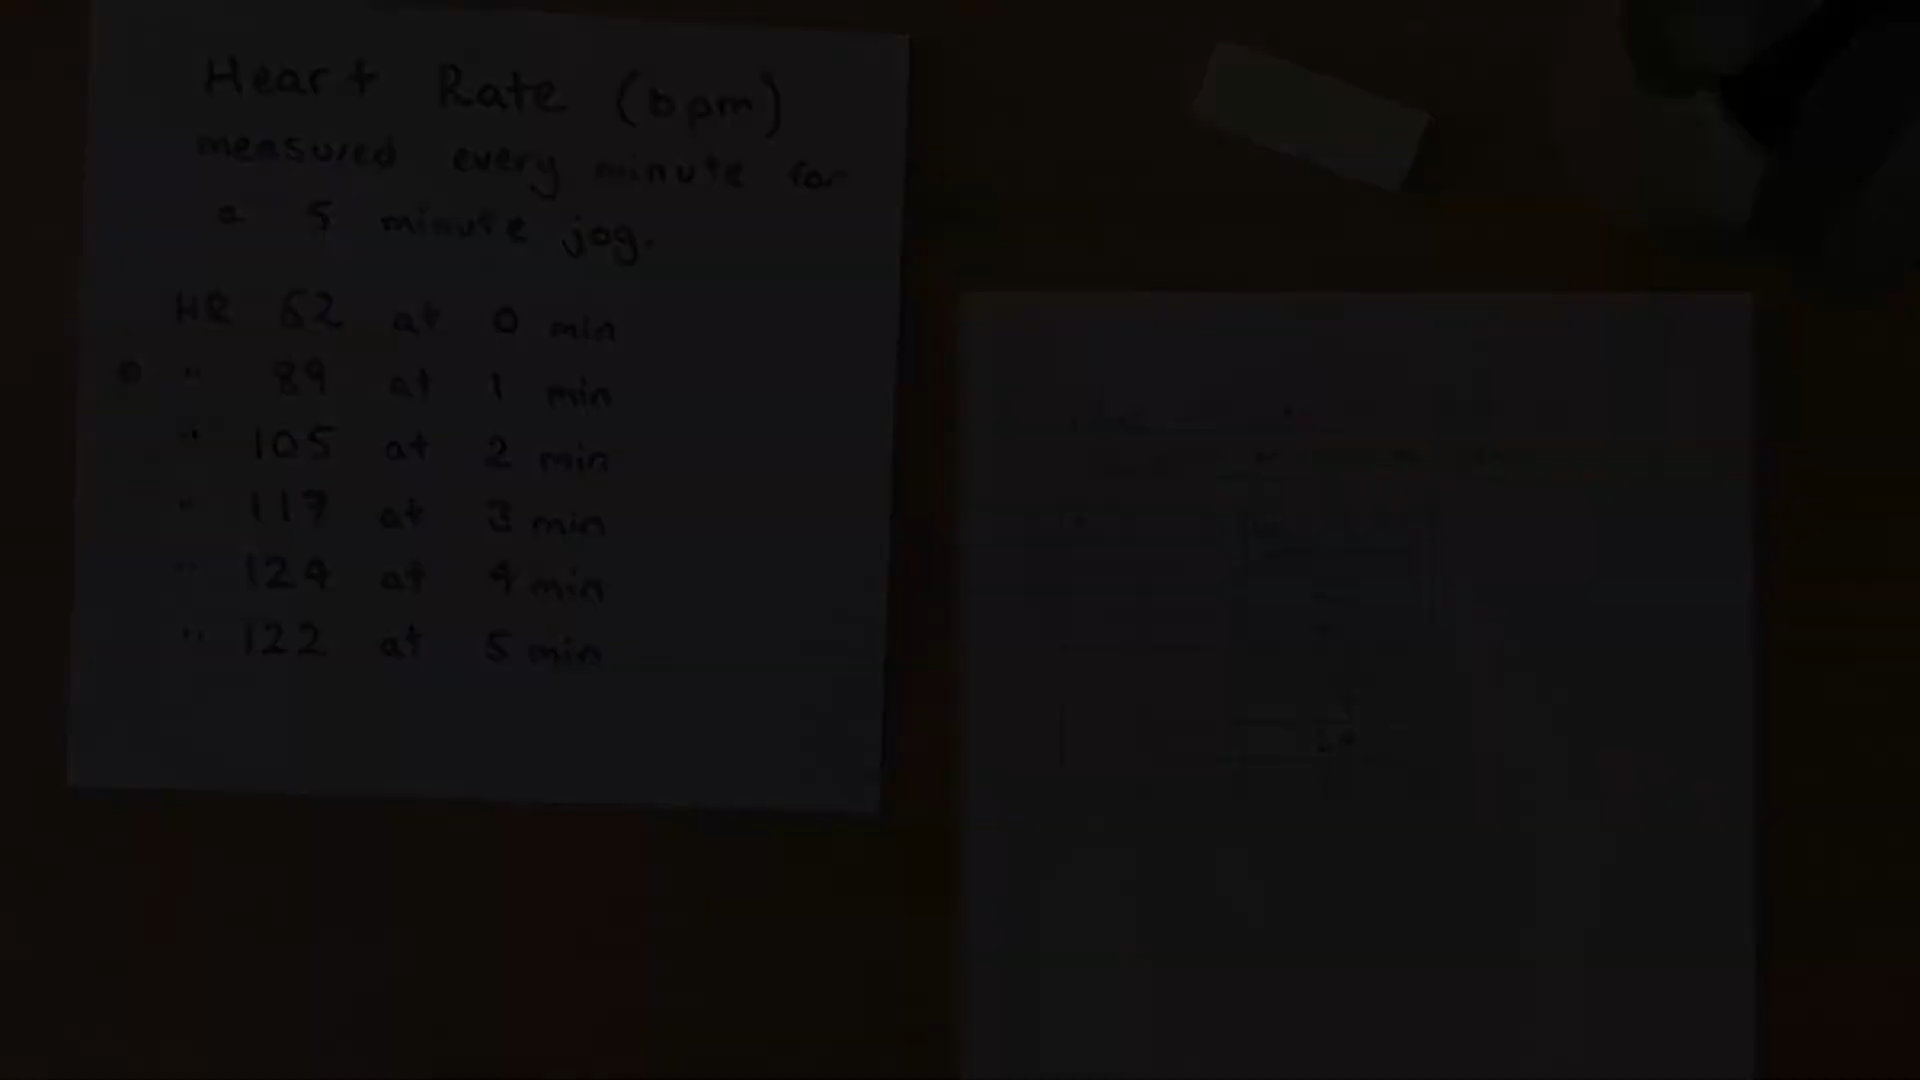 Heart Rate (bpm)
measured every minute for
a 5 minute jog.
HR 62 at 0 min
" 89 at 1 min
" 105 at 2 min
" 117 at 3 min
" 124 at 4 min
" 122 at 5 min